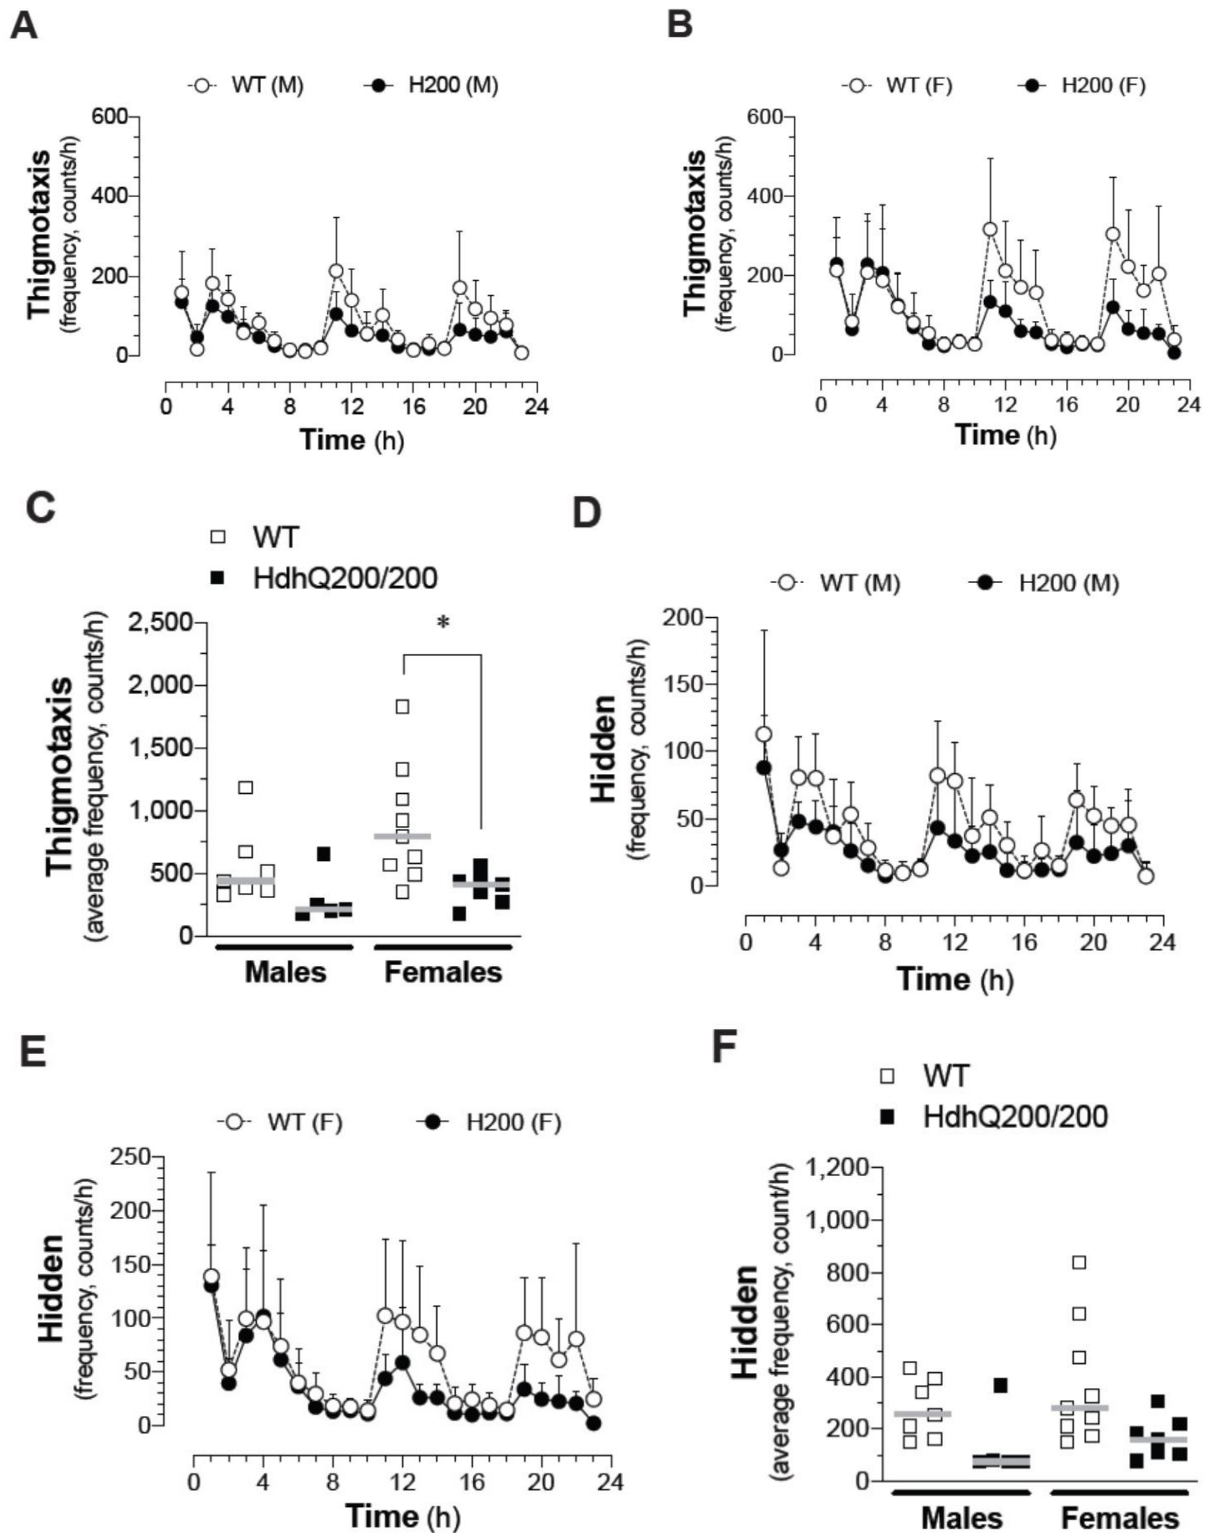 A
WT (M) H200 (M)
600
400
200
0
Thigmotaxis
(frequency, counts/h)
0 4 8 12 16 20 24
Time (h)
B
WT (F) H200 (F)
600
400
200
0
Thigmotaxis
(frequency, counts/h)
0 4 8 12 16 20 24
Time (h)
C
WT
HdhQ200/200
*
2,500
2,000
1,500
1,000
500
0
Thigmotaxis
(average frequency, counts/h)
Males Females
D
WT (M) H200 (M)
200
150
100
50
0
Hidden
(frequency, counts/h)
0 4 8 12 16 20 24
Time (h)
E
WT (F) H200 (F)
250
200
150
100
50
0
Hidden
(frequency, counts/h)
0 4 8 12 16 20 24
Time (h)
F
WT
HdhQ200/200
1,200
1,000
800
600
400
200
0
Hidden
(average frequency, count/h)
Males Females